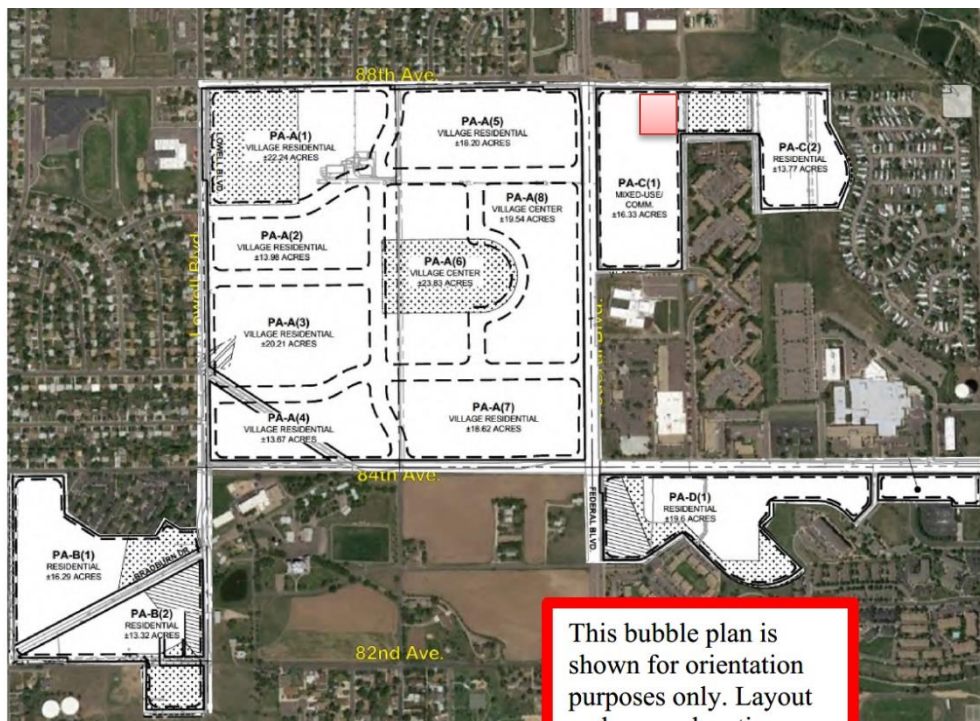 88th Ave.
PA-A(1)
VILLAGE RESIDENTIAL
±22.24 ACRES
LOWELL BLVD
PA-A(5)
VILLAGE RESIDENTIAL
±18.20 ACRES
PA-C(1)
MIXED-USE/
COMM.
±16.33 ACRES
PA-C(2)
RESIDENTIAL
±13.77 ACRES
PA-A(8)
VILLAGE CENTER
±19.54 ACRES
PA-A(2)
VILLAGE RESIDENTIAL
±13.98 ACRES
PA-A(6)
VILLAGE CENTER
±23.83 ACRES
PA-A(3)
VILLAGE RESIDENTIAL
±20.21 ACRES
PA-A(4)
VILLAGE RESIDENTIAL
±13.67 ACRES
PA-A(7)
VILLAGE RESIDENTIAL
±18.62 ACRES
84th Ave.
FEDERAL BLVD
PA-D(1)
RESIDENTIAL
±19.6 ACRES
PA-B(1)
RESIDENTIAL
±16.29 ACRES
BRADBURN DR
PA-B(2)
RESIDENTIAL
±13.32 ACRES
82nd Ave.
This bubble plan is
shown for orientation
purposes only. Layout